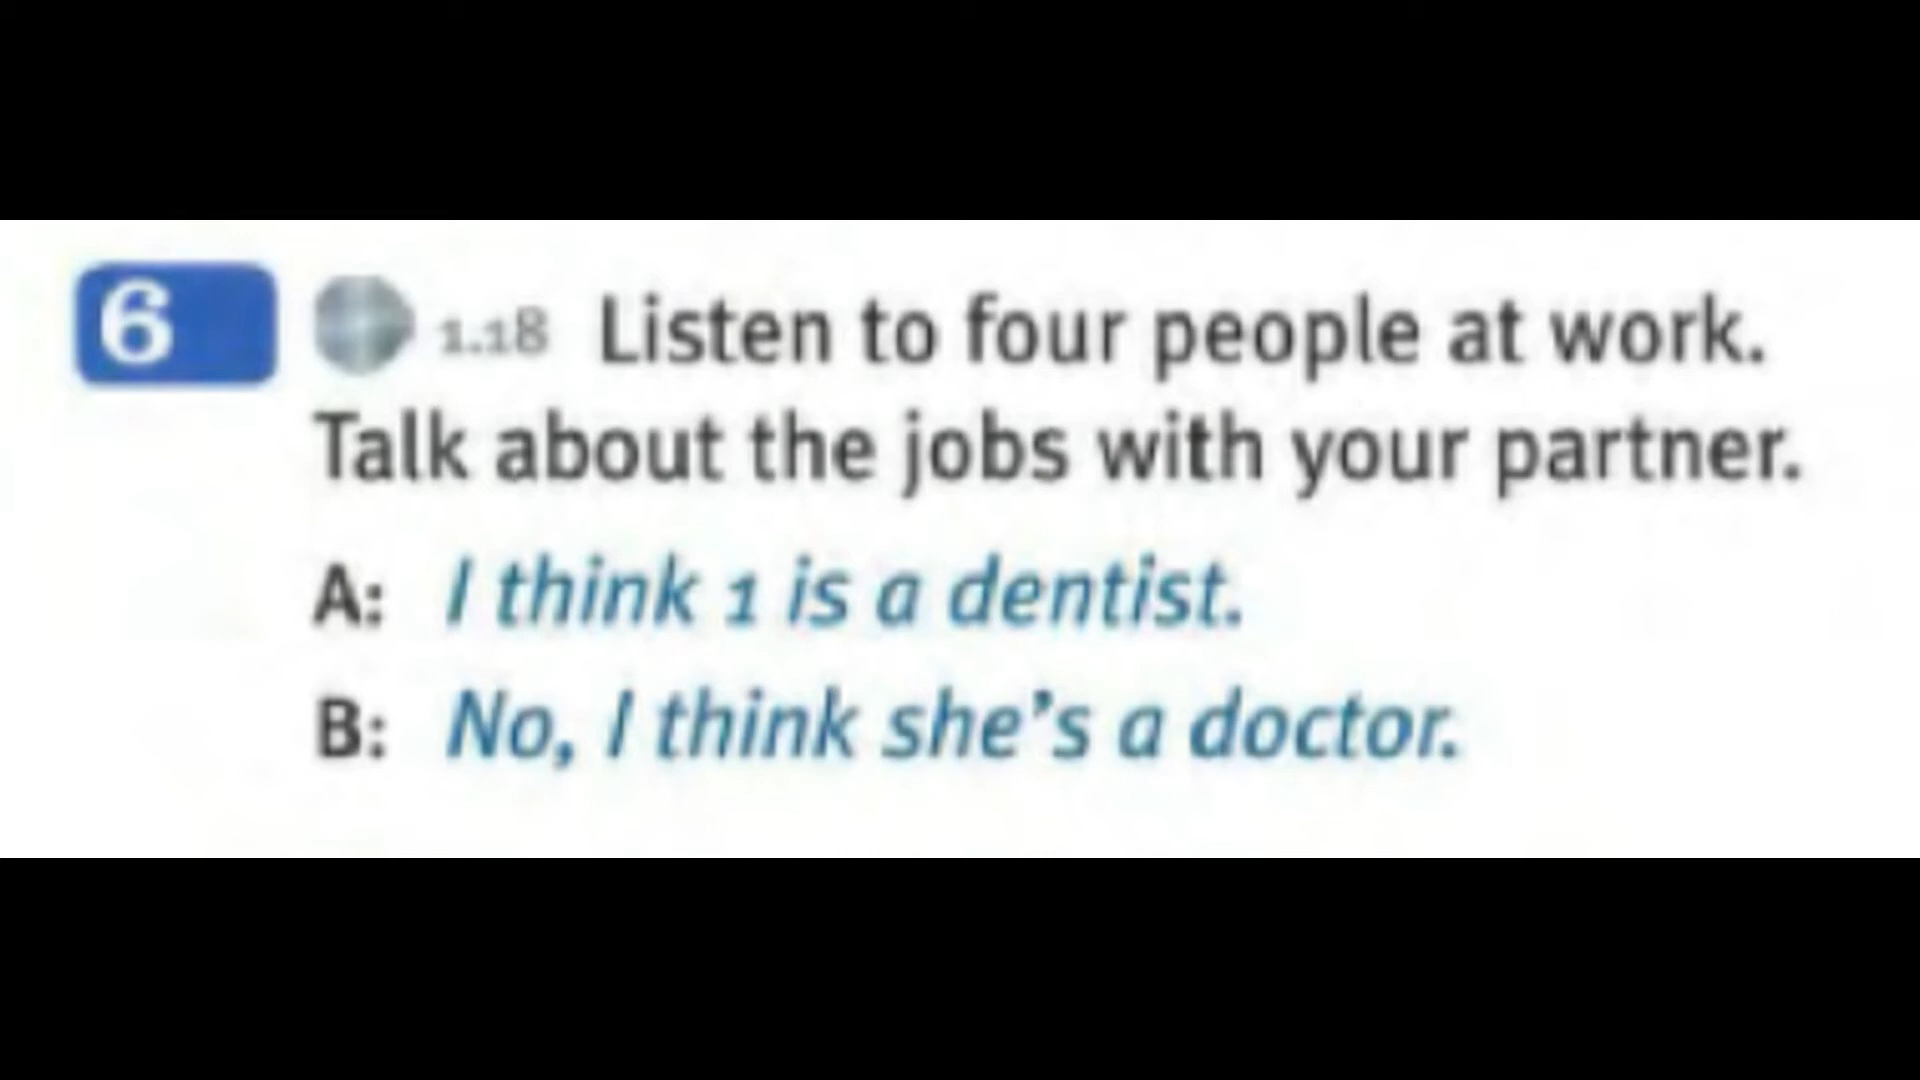 6 1.18 Listen to four people at work.
Talk about the jobs with your partner.
A: I think 1 is a dentist.
B: No, I think she's a doctor.